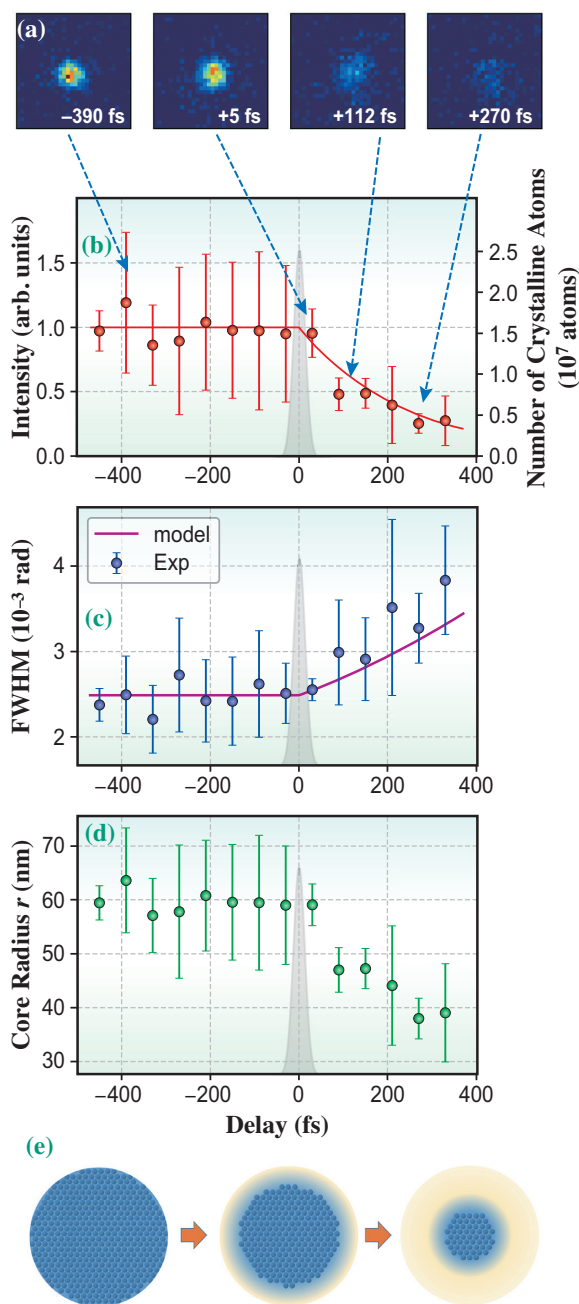 (a)
−390 fs
+5 fs
+112 fs
+270 fs
(b)
Intensity (arb. units)
1.5
1.0
0.5
0.0
2.5
2.0
1.5
1.0
0.5
0.0
Number of Crystalline Atoms
(10⁷ atoms)
−400
−200
0
200
400
model
Exp
(c)
FWHM (10⁻³ rad)
4
3
2
−400
−200
0
200
400
(d)
Core Radius r (nm)
70
60
50
40
30
−400
−200
0
200
400
Delay (fs)
(e)